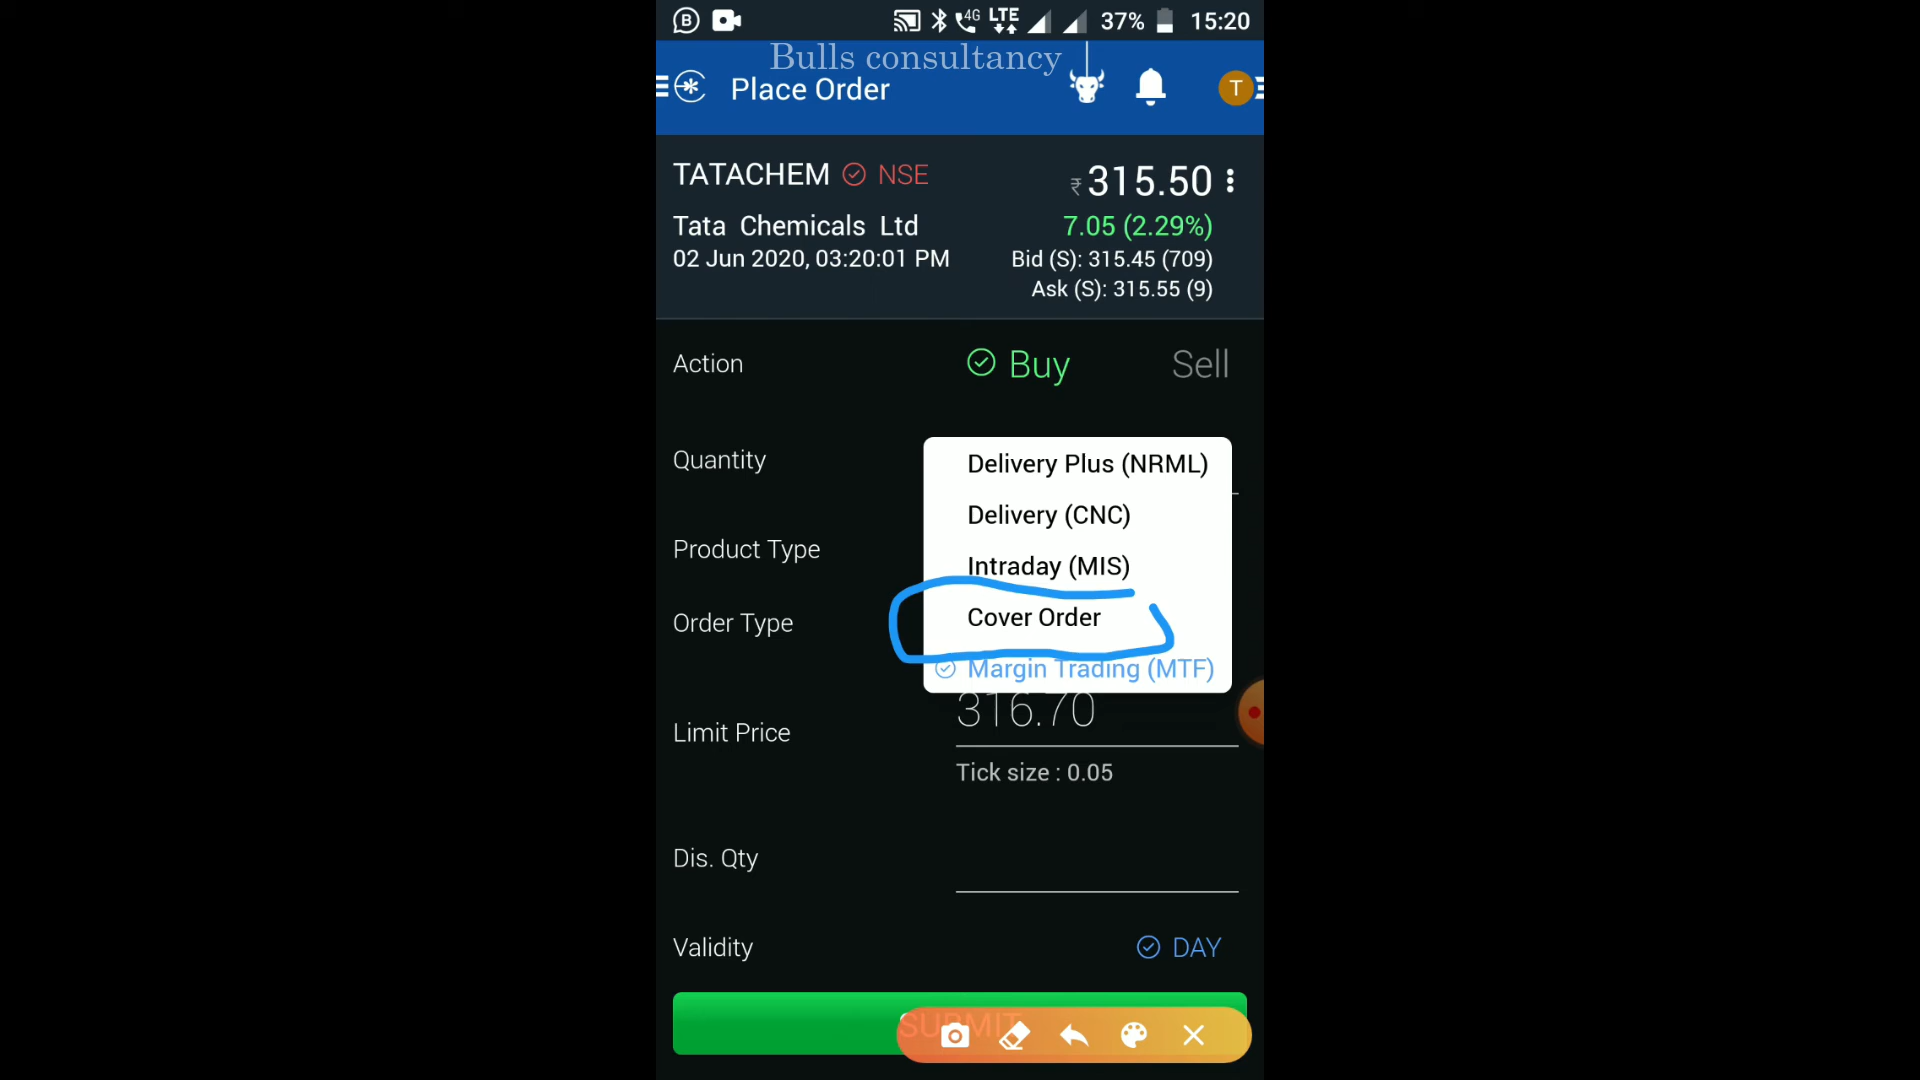 B 4G LTE 37% 15:20
Bulls consultancy
Place Order
T
TATACHEM NSE
₹315.50
Tata Chemicals Ltd
7.05 (2.29%)
02 Jun 2020, 03:20:01 PM
Bid (S): 315.45 (709)
Ask (S): 315.55 (9)
Action Buy Sell
Quantity
Delivery Plus (NRML)
Delivery (CNC)
Product Type
Intraday (MIS)
Order Type
Cover Order
Margin Trading (MTF)
Limit Price
316.70
Tick size : 0.05
Dis. Qty
Validity DAY
SUBMIT